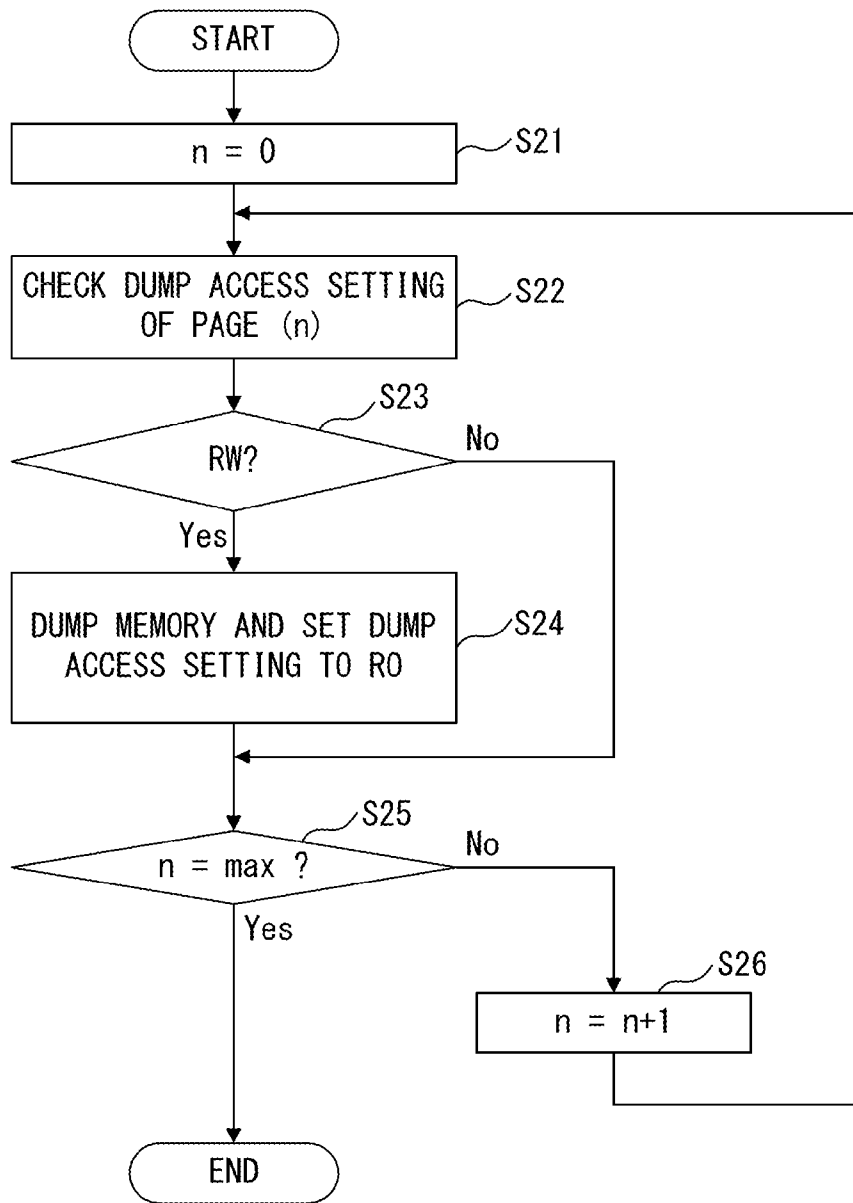 START
n = 0
S21
CHECK DUMP ACCESS SETTING
OF PAGE (n)
S22
S23
RW?
No
Yes
DUMP MEMORY AND SET DUMP
ACCESS SETTING TO RO
S24
S25
n = max ?
No
Yes
S26
n = n+1
END